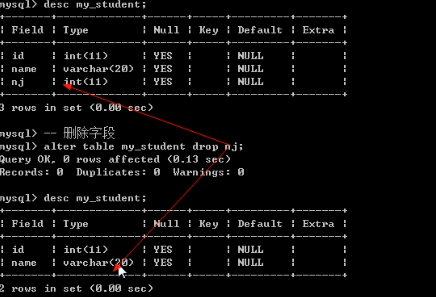 mysql> desc my_student;
+-------+-------------+------+-----+---------+-------+
| Field | Type | Null | Key | Default | Extra |
+-------+-------------+------+-----+---------+-------+
| id | int(11) | YES | | NULL | |
| name | varchar(20) | YES | | NULL | |
| nj | int(11) | YES | | NULL | |
+-------+-------------+------+-----+---------+-------+
3 rows in set (0.00 sec)
mysql> -- 删除字段
mysql> alter table my_student drop nj;
Query OK, 0 rows affected (0.13 sec)
Records: 0 Duplicates: 0 Warnings: 0
mysql> desc my_student;
+-------+-------------+------+-----+---------+-------+
| Field | Type | Null | Key | Default | Extra |
+-------+-------------+------+-----+---------+-------+
| id | int(11) | YES | | NULL | |
| name | varchar(20) | YES | | NULL | |
+-------+-------------+------+-----+---------+-------+
2 rows in set (0.00 sec)